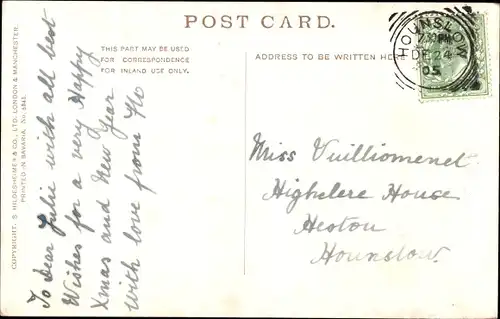 POST CARD.
THIS PART MAY BE USED
FOR CORRESPONDENCE
FOR INLAND USE ONLY.
ADDRESS TO BE WRITTEN HERE
HOUNSLOW
DE 24
05
COPYRIGHT. S HILDESHEIMER & CO., LTD. LONDON & MANCHESTER.
PRINTED IN BAVARIA. No.
To Dear Julie with all best
Wishes for a very Happy
Xmas and New Year
with love from Flo
Miss Vuilliomenet
Highclere House
Heston
Hounslow.